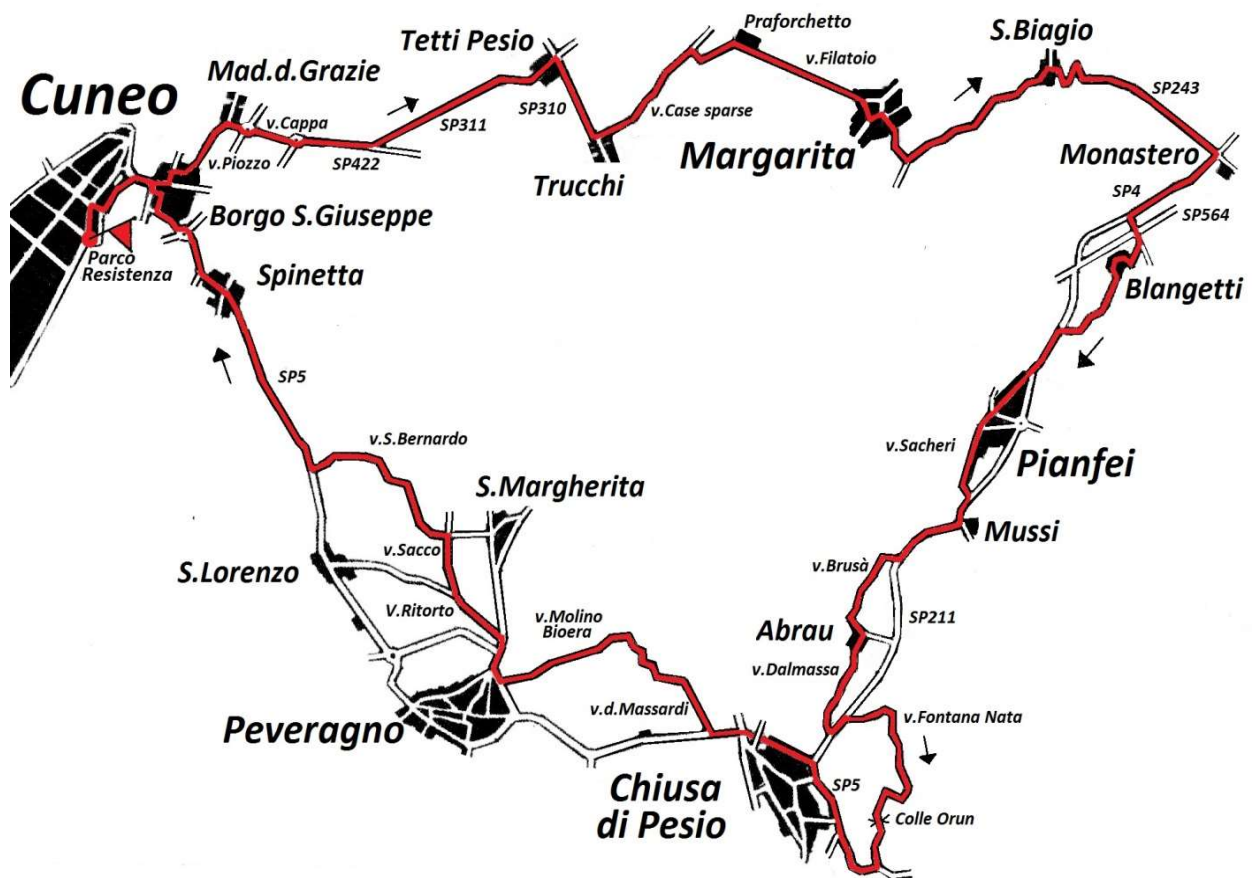 Praforchetto
S.Biagio
Tetti Pesio
v.Filatoio
Mad.d.Grazie
Cuneo
SP310
SP243
SP311
v.Case sparse
v.Cappa
SP422
v.Piozzo
Margarita
Monastero
Trucchi
SP4
Borgo S.Giuseppe
SP564
Parco
Resistenza
Spinetta
Blangetti
SP5
v.S.Bernardo
v.Sacheri
Pianfei
S.Margherita
Mussi
v.Sacco
v.Brusà
S.Lorenzo
V.Ritorto
v.Molino
Bioera
SP211
Abrau
v.Dalmassa
Peveragno
v.d.Massardi
v.Fontana Nata
Chiusa
di Pesio
SP5
Colle Orun